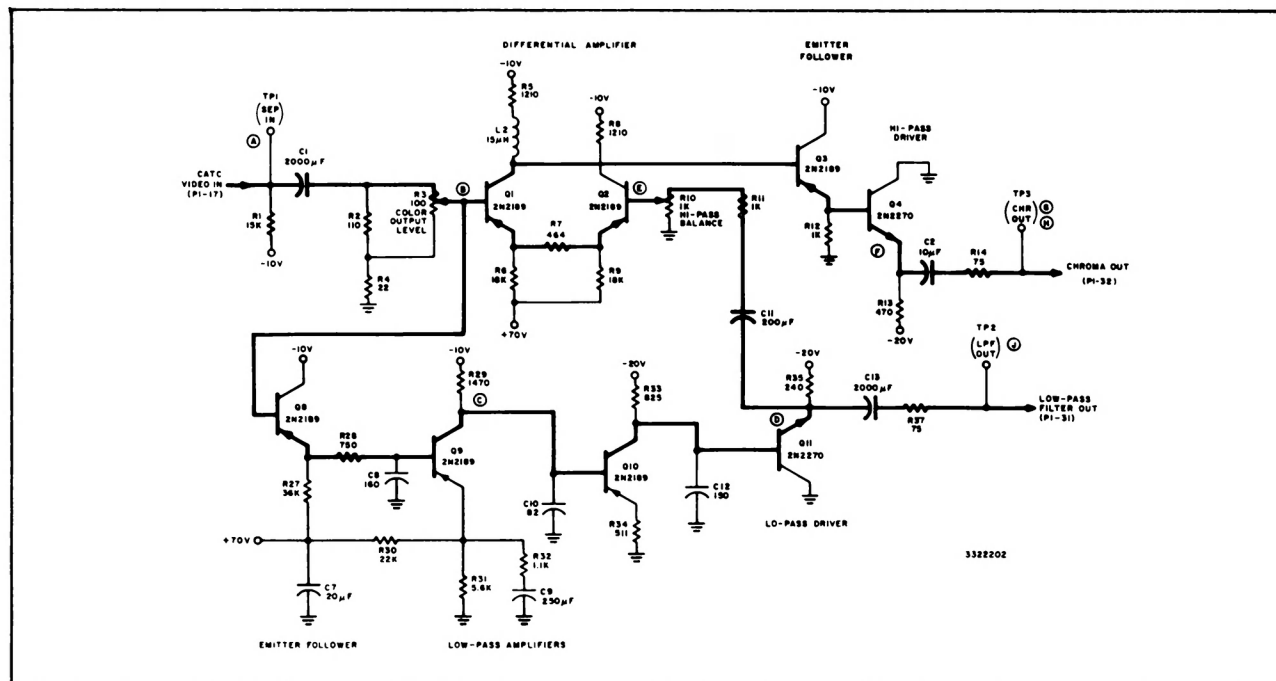 DIFFERENTIAL AMPLIFIER
EMITTER
FOLLOWER
-10V
R5
1210
L2
15µH
-10V
R8
1210
-10V
HI-PASS
DRIVER
TP1
(SEP IN)
A
C1
2000µF
CATC
VIDEO IN
(P1-17)
R1
15K
-10V
R2
110
R3
100
COLOR
OUTPUT
LEVEL
R4
22
B
Q1
2N2189
Q2
2N2189
E
R7
464
R6
18K
R9
18K
+70V
R10
1K
HI-PASS
BALANCE
R11
1K
Q3
2N2189
R12
1K
Q4
2N2270
F
C2
10µF
R14
75
TP3
(CHR OUT)
G
H
CHROMA OUT
(P1-32)
R13
470
-20V
C11
200µF
TP2
(LPF OUT)
J
-10V
Q8
2N2189
R28
750
R27
36K
C8
160
-10V
R29
1470
C
Q9
2N2189
-20V
R33
825
Q10
2N2189
C10
82
R34
511
C12
150
-20V
R35
240
D
Q11
2N2270
C13
2000µF
R37
75
LOW-PASS
FILTER OUT
(P1-31)
+70V
R30
22K
C7
20µF
R31
5.6K
R32
1.1K
C9
250µF
LO-PASS DRIVER
3322202
EMITTER FOLLOWER
LOW-PASS AMPLIFIERS